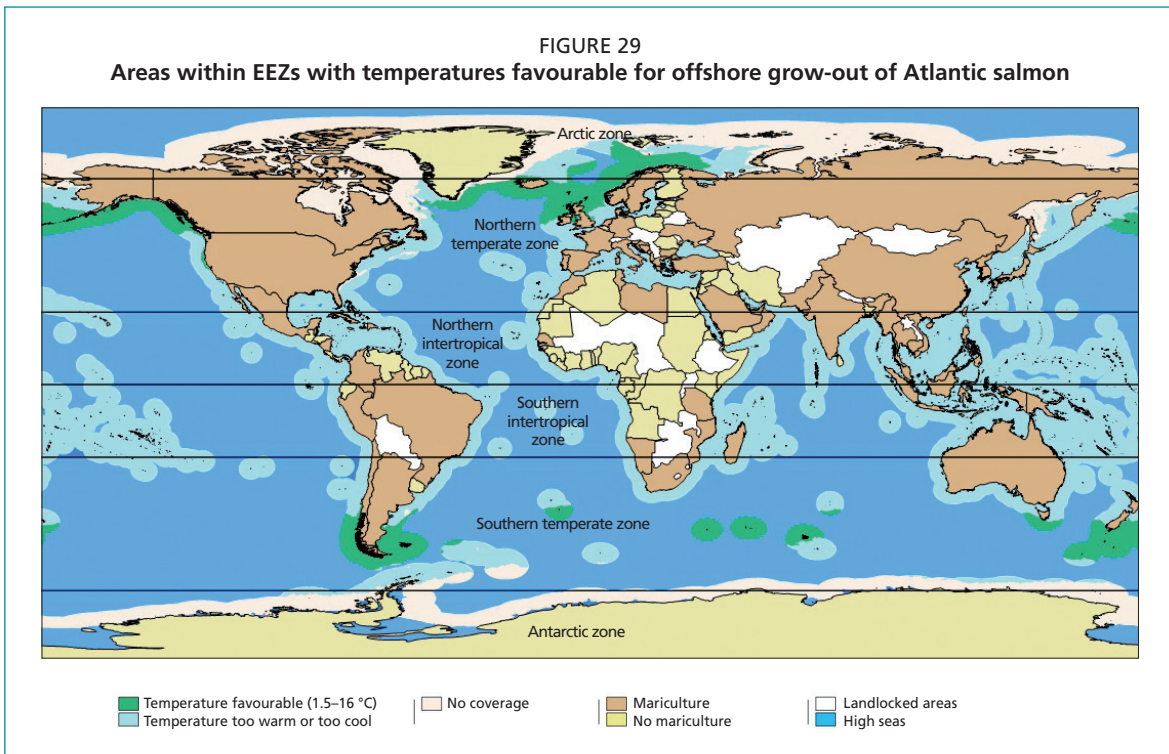 FIGURE 29
Areas within EEZs with temperatures favourable for offshore grow-out of Atlantic salmon
Arctic zone
Northern
temperate zone
Northern
intertropical
zone
Southern
intertropical
zone
Southern temperate zone
Antarctic zone
Temperature favourable (1.5–16 °C)
Temperature too warm or too cool
No coverage
Mariculture
No mariculture
Landlocked areas
High seas